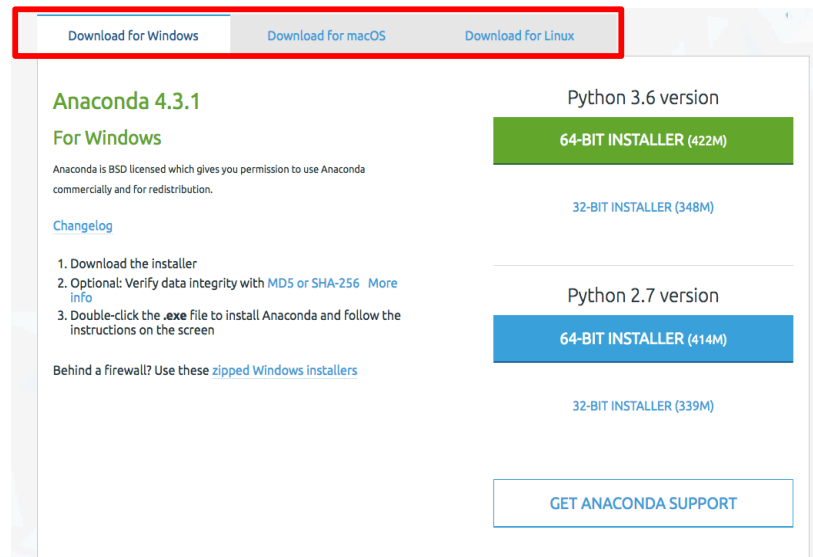 Download for Windows
Download for macOS
Download for Linux
Anaconda 4.3.1
For Windows
Anaconda is BSD licensed which gives you permission to use Anaconda
commercially and for redistribution.
Changelog
1. Download the installer
2. Optional: Verify data integrity with MD5 or SHA-256 More
info
3. Double-click the .exe file to install Anaconda and follow the
instructions on the screen
Behind a firewall? Use these zipped Windows installers
Python 3.6 version
64-BIT INSTALLER (422M)
32-BIT INSTALLER (348M)
Python 2.7 version
64-BIT INSTALLER (414M)
32-BIT INSTALLER (339M)
GET ANACONDA SUPPORT